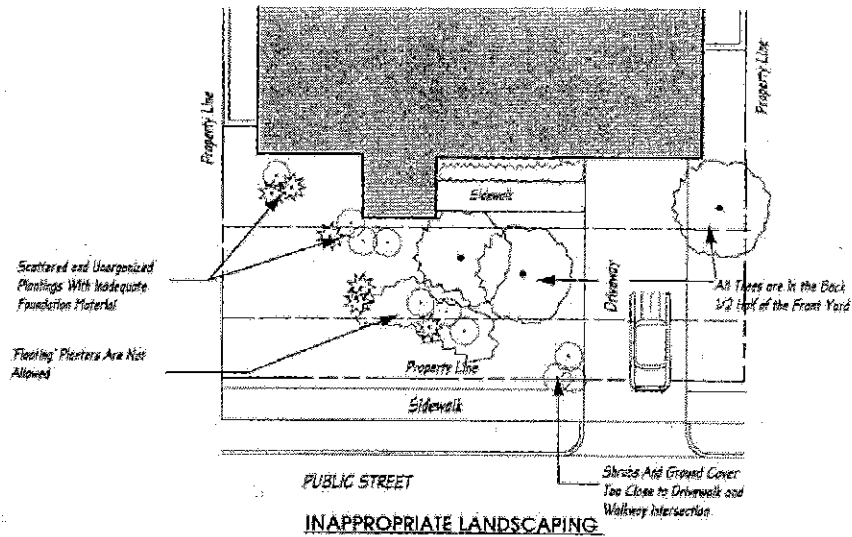 Property Line
Property Line
Sidewalk
Scattered and Unorganized
Plantings With Inadequate
Foundation Material
Driveway
All Trees are in the Back
1/2 Half of the Front Yard
'Floating' Planters Are Not
Allowed
Property Line
Sidewalk
PUBLIC STREET
Shrubs And Ground Cover
Too Close to Drivewalk and
Walkway Intersection
INAPPROPRIATE LANDSCAPING